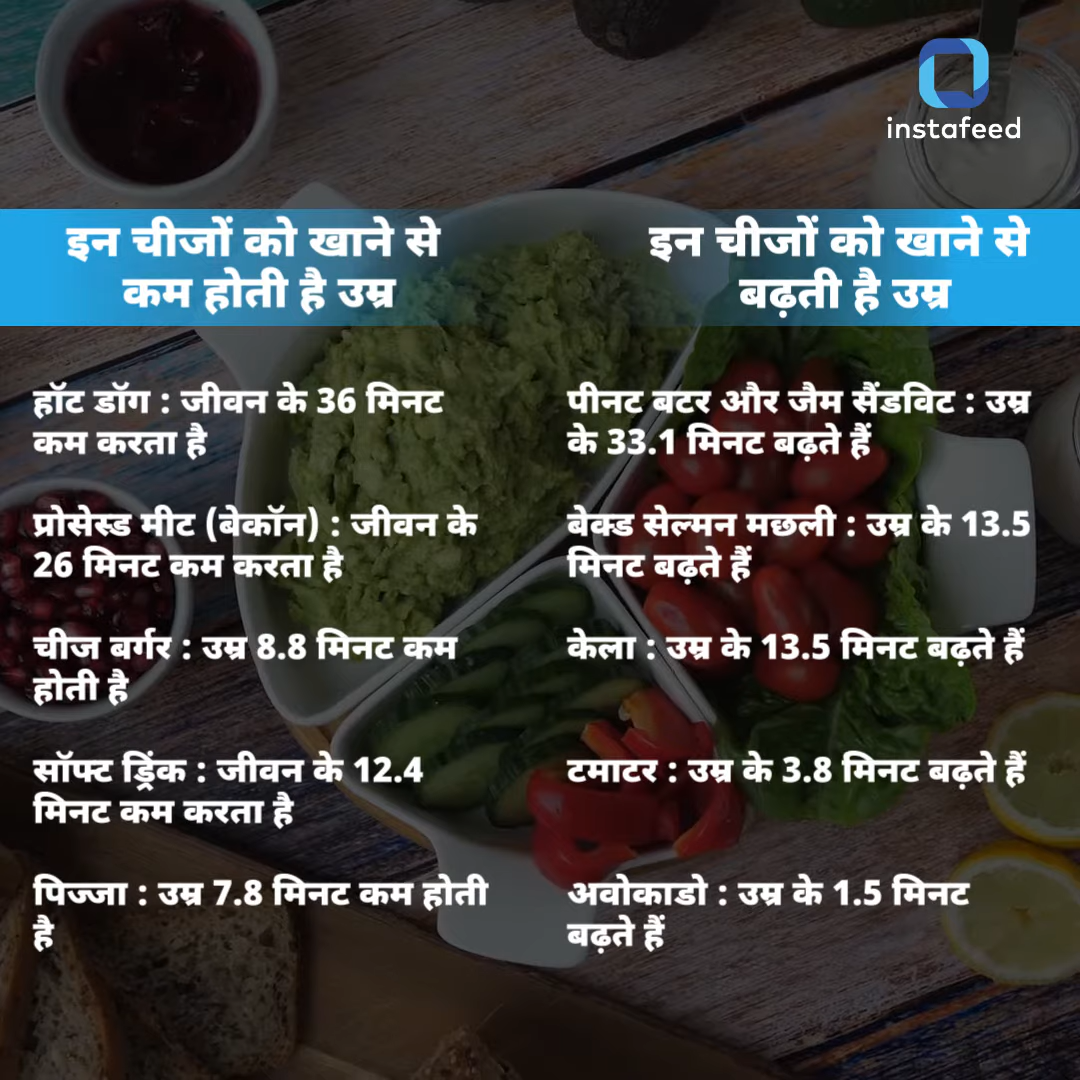 instafeed
इन चीजों को खाने से
कम होती है उम्र
हॉट डॉग : जीवन के 36 मिनट
कम करता है
प्रोसेस्ड मीट (बेकॉन) : जीवन के
26 मिनट कम करता है
चीज बर्गर : उम्र 8.8 मिनट कम
होती है
सॉफ्ट ड्रिंक : जीवन के 12.4
मिनट कम करता है
पिज्जा : उम्र 7.8 मिनट कम होती
है
इन चीजों को खाने से
बढ़ती है उम्र
पीनट बटर और जैम सैंडविट : उम्र
के 33.1 मिनट बढ़ते हैं
बेक्ड सेल्मन मछली : उम्र के 13.5
मिनट बढ़ते हैं
केला : उम्र के 13.5 मिनट बढ़ते हैं
टमाटर : उम्र के 3.8 मिनट बढ़ते हैं
अवोकाडो : उम्र के 1.5 मिनट
बढ़ते हैं